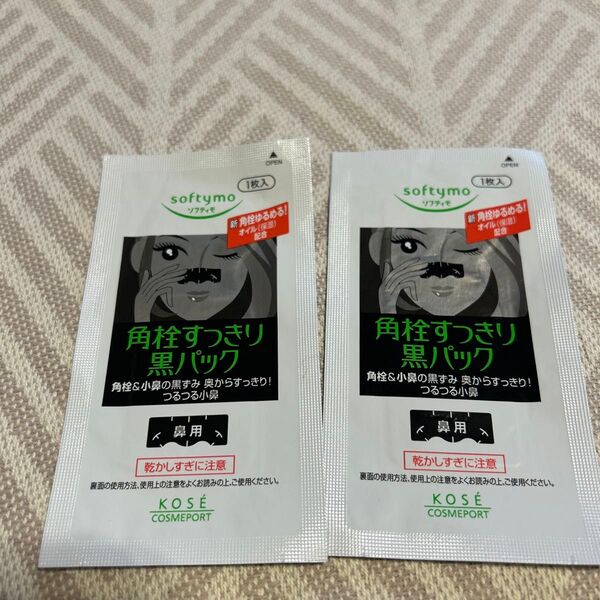 OPEN
1枚入
softymo
ソフティモ
新 角栓ゆるめる!
オイル(保湿)
配合
角栓すっきり
黒パック
角栓&小鼻の黒ずみ 奥からすっきり!
つるつる小鼻
鼻用
乾かしすぎに注意
裏面の使用方法、使用上の注意をよくお読みの上、ご使用ください。
KOSÉ
COSMEPORT
OPEN
1枚入
softymo
ソフティモ
新 角栓ゆるめる!
オイル(保湿)
配合
角栓すっきり
黒パック
角栓&小鼻の黒ずみ 奥からすっきり!
つるつる小鼻
鼻用
乾かしすぎに注意
裏面の使用方法、使用上の注意をよくお読みの上、ご使用ください。
KOSÉ
COSMEPORT